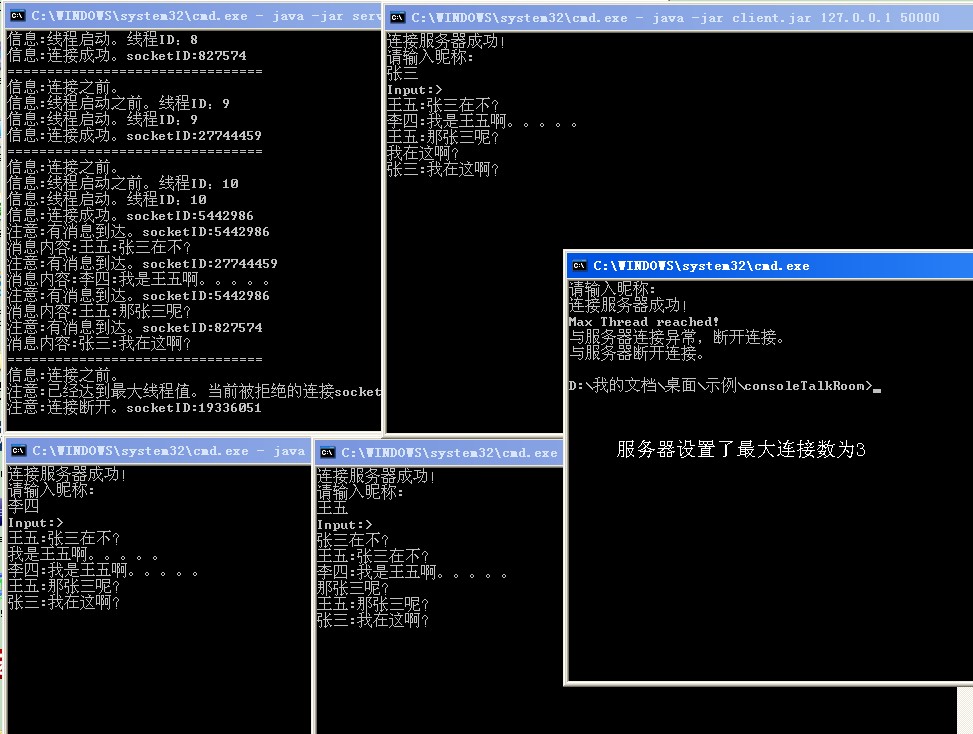 C:\WINDOWS\system32\cmd.exe - java -jar serv
信息:线程启动。线程ID: 8
信息:连接成功。socketID:827574
================================
信息:连接之前。
信息:线程启动之前。线程ID: 9
信息:线程启动。线程ID: 9
信息:连接成功。socketID:27744459
================================
信息:连接之前。
信息:线程启动之前。线程ID: 10
信息:线程启动。线程ID: 10
信息:连接成功。socketID:5442986
注意:有消息到达。socketID:5442986
消息内容:王五:张三在不?
注意:有消息到达。socketID:27744459
消息内容:李四:我是王五啊。。。。。
注意:有消息到达。socketID:5442986
消息内容:王五:那张三呢?
注意:有消息到达。socketID:827574
消息内容:张三:我在这啊?
================================
信息:连接之前。
注意:已经达到最大线程值。当前被拒绝的连接socket
注意:连接断开。socketID:19336051
C:\WINDOWS\system32\cmd.exe - java -jar client.jar 127.0.0.1 50000
连接服务器成功!
请输入昵称:
张三
Input:>
王五:张三在不?
李四:我是王五啊。。。。。
王五:那张三呢?
我在这啊?
张三:我在这啊?
C:\WINDOWS\system32\cmd.exe
请输入昵称:
连接服务器成功!
Max Thread reached!
与服务器连接异常，断开连接。
与服务器断开连接。
D:\我的文档\桌面\示例\consoleTalkRoom>
服务器设置了最大连接数为3
C:\WINDOWS\system32\cmd.exe - java
连接服务器成功!
请输入昵称:
李四
Input:>
王五:张三在不?
我是王五啊。。。。。
李四:我是王五啊。。。。。
王五:那张三呢?
张三:我在这啊?
C:\WINDOWS\system32\cmd.exe
连接服务器成功!
请输入昵称:
王五
Input:>
张三在不?
王五:张三在不?
李四:我是王五啊。。。。。
那张三呢?
王五:那张三呢?
张三:我在这啊?